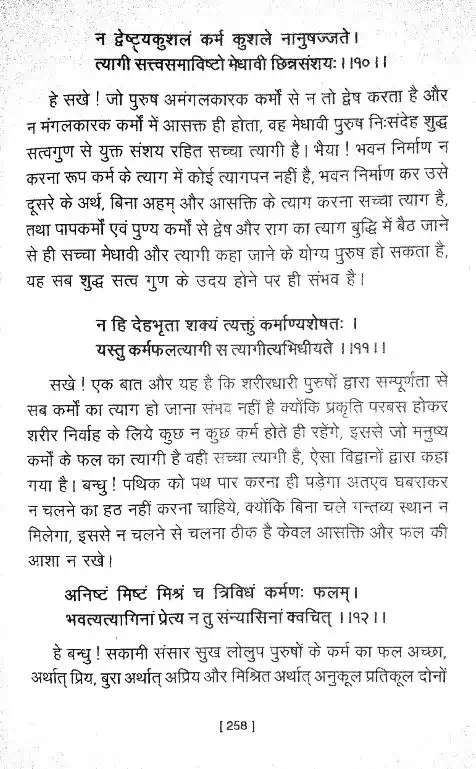 न द्वेष्ट्यकुशलं कर्म कुशले नानुषज्जते।
त्यागी सत्त्वसमाविष्टो मेधावी छिन्नसंशयः।।१०।।
हे सखे ! जो पुरुष अमंगलकारक कर्मों से न तो द्वेष करता है और
न मंगलकारक कर्मों में आसक्त ही होता, वह मेधावी पुरुष निःसंदेह शुद्ध
सत्वगुण से युक्त संशय रहित सच्चा त्यागी है। भैया ! भवन निर्माण न
करना रूप कर्म के त्याग में कोई त्यागपन नहीं है, भवन निर्माण कर उसे
दूसरे के अर्थ, बिना अहम् और आसक्ति के त्याग करना सच्चा त्याग है,
तथा पापकर्मों एवं पुण्य कर्मों से द्वेष और राग का त्याग बुद्धि में बैठ जाने
से ही सच्चा मेधावी और त्यागी कहा जाने के योग्य पुरुष हो सकता है,
यह सब शुद्ध सत्व गुण के उदय होने पर ही संभव है।
न हि देहभृता शक्यं त्यक्तुं कर्माण्यशेषतः ।
यस्तु कर्मफलत्यागी स त्यागीत्यभिधीयते ।।११।।
सखे ! एक बात और यह है कि शरीरधारी पुरुषों द्वारा सम्पूर्णता से
सब कर्मों का त्याग हो जाना संभव नहीं है क्योंकि प्रकृति परबस होकर
शरीर निर्वाह के लिये कुछ न कुछ कर्म होते ही रहेंगे, इससे जो मनुष्य
कर्मों के फल का त्यागी है वही सच्चा त्यागी है, ऐसा विद्वानों द्वारा कहा
गया है। बन्धु ! पथिक को पथ पार करना ही पड़ेगा अतएव घबराकर
न चलने का हठ नहीं करना चाहिये, क्योंकि बिना चले गन्तव्य स्थान न
मिलेगा, इससे न चलने से चलना ठीक है केवल आसक्ति और फल की
आशा न रखे।
अनिष्टं मिष्टं मिश्रं च त्रिविधं कर्मणः फलम्।
भवत्यत्यागिनां प्रेत्य न तु संन्यासिनां क्वचित् ।।१२।।
हे बन्धु ! सकामी संसार सुख लोलुप पुरुषों के कर्म का फल अच्छा,
अर्थात् प्रिय, बुरा अर्थात् अप्रिय और मिश्रित अर्थात् अनुकूल प्रतिकूल दोनों
[ 258 ]